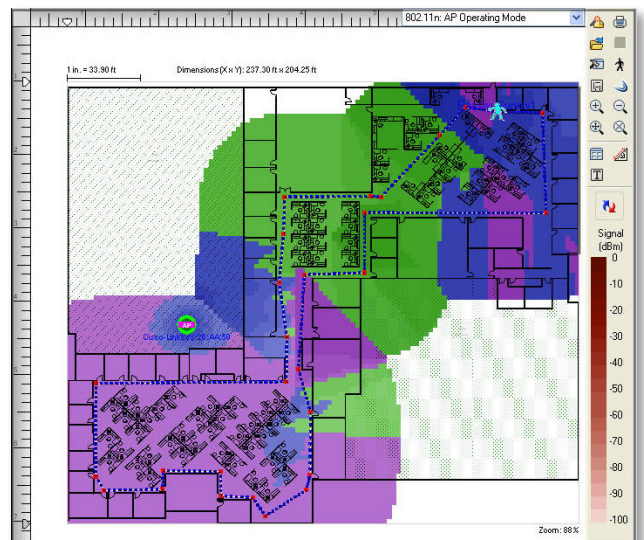 802.11n: AP Operating Mode
1 in. = 33.90 ft
Dimensions (X x Y): 237.30 ft x 204.25 ft
AP
Signal
(dBm)
0
-10
-20
-30
-40
-50
-60
-70
-80
-90
-100
T
Zoom: 88%